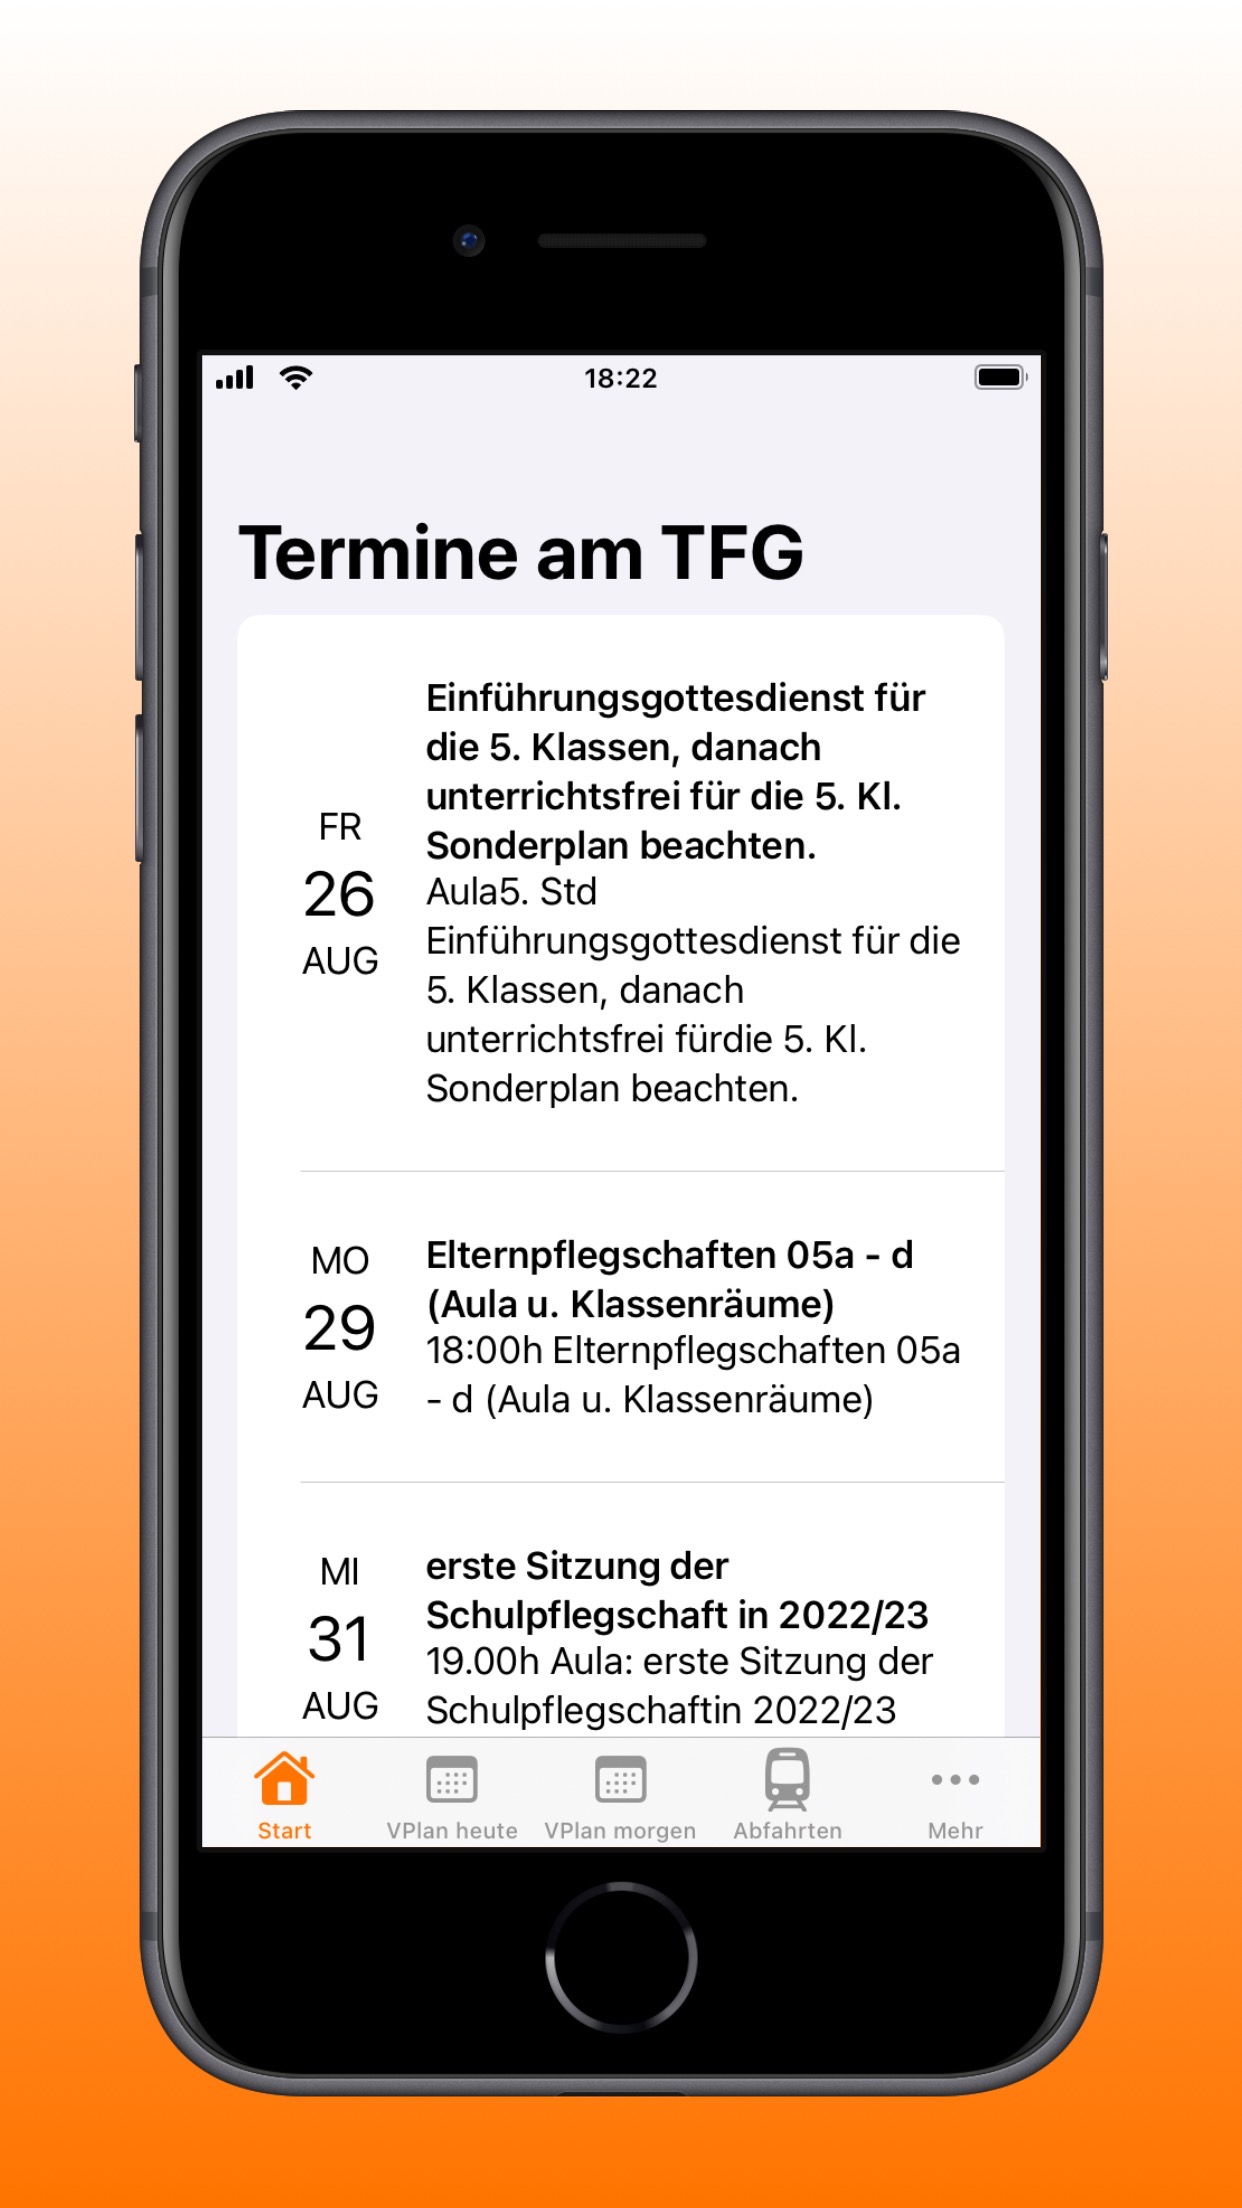 18:22
Termine am TFG
FR
26
AUG
Einführungsgottesdienst für
die 5. Klassen, danach
unterrichtsfrei für die 5. Kl.
Sonderplan beachten.
Aula5. Std
Einführungsgottesdienst für die
5. Klassen, danach
unterrichtsfrei fürdie 5. Kl.
Sonderplan beachten.
MO
29
AUG
Elternpflegschaften 05a - d
(Aula u. Klassenräume)
18:00h Elternpflegschaften 05a
- d (Aula u. Klassenräume)
MI
31
AUG
erste Sitzung der
Schulpflegschaft in 2022/23
19.00h Aula: erste Sitzung der
Schulpflegschaftin 2022/23
Start
VPlan heute
VPlan morgen
Abfahrten
Mehr